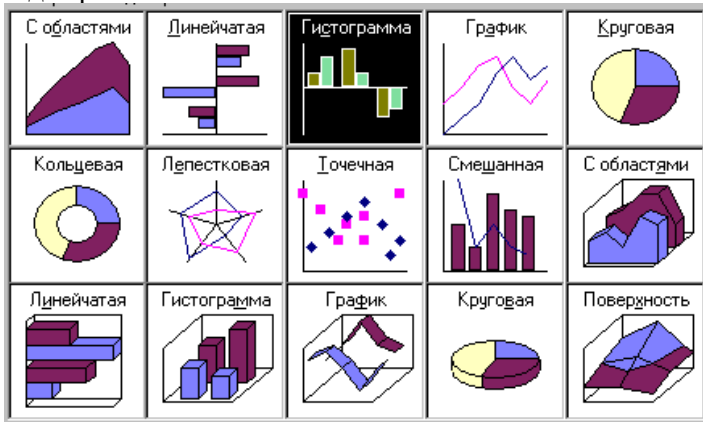 С областями Линейчатая Гистограмма График Круговая
Кольцевая Лепестковая Точечная Смешанная С областями
Линейчатая Гистограмма График Круговая Поверхность